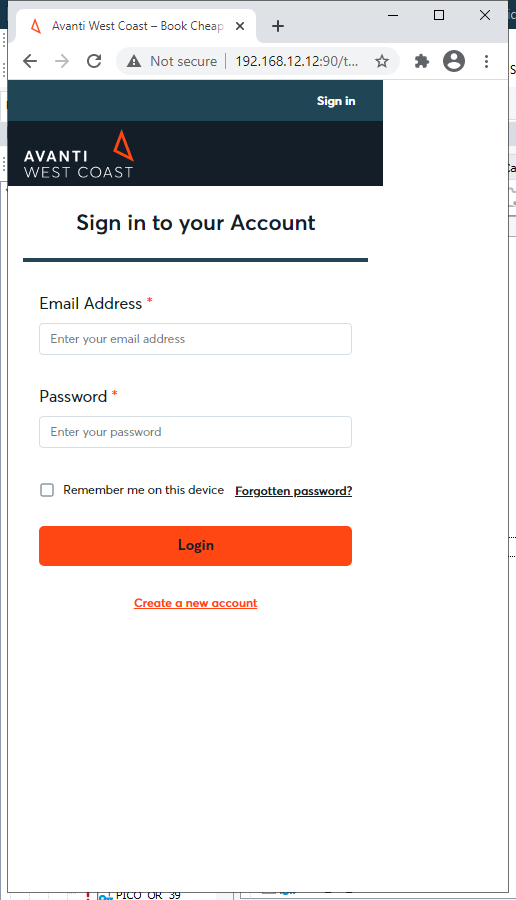 Avanti West Coast – Book Cheap
Not secure
192.168.12.12:90/t...
Sign in
AVANTI
WEST COAST
Sign in to your Account
Email Address *
Enter your email address
Password *
Enter your password
Remember me on this device
Forgotten password?
Login
Create a new account
PICO_OR_39